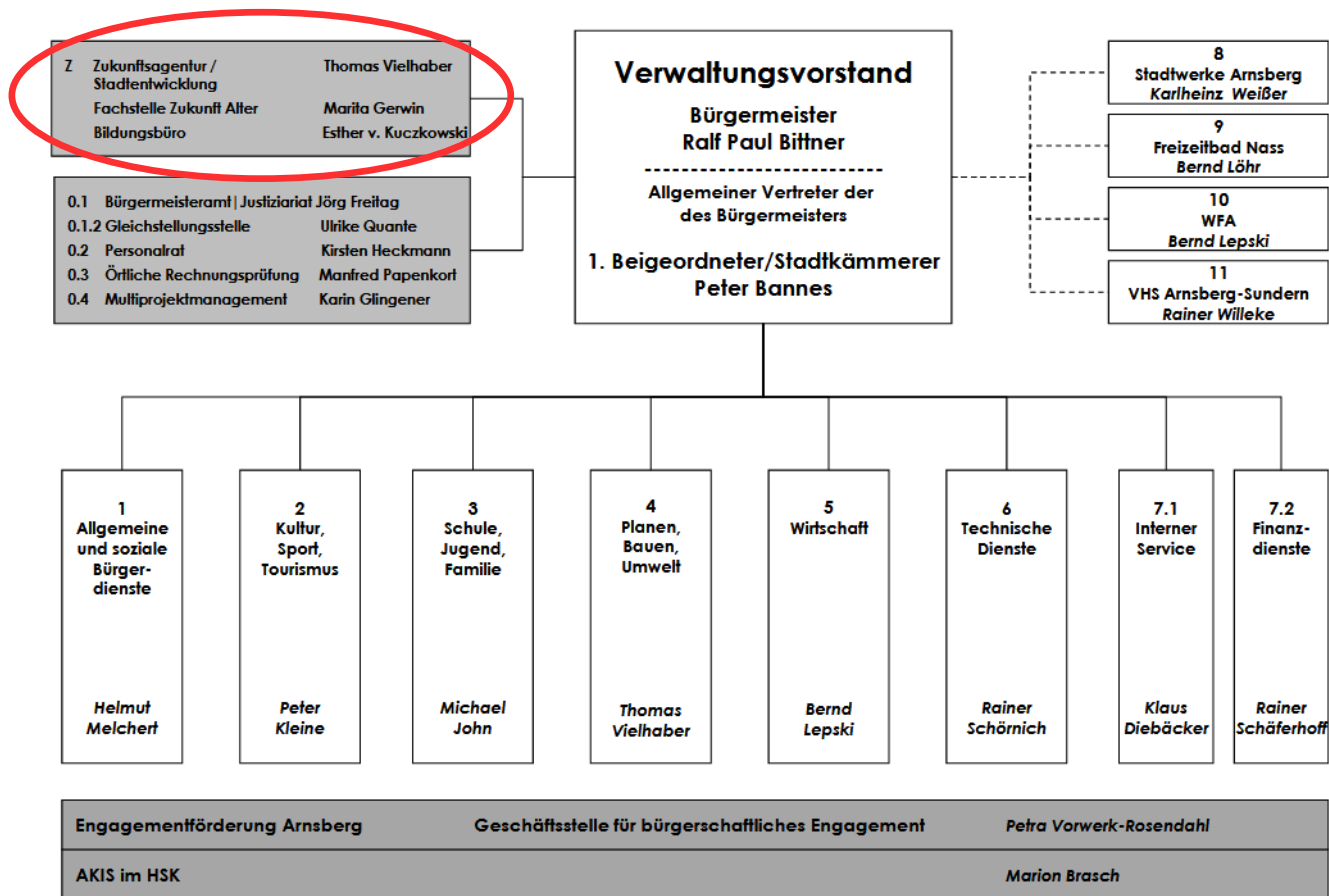 Z Zukunftsagentur / Thomas Vielhaber
Stadtentwicklung
Fachstelle Zukunft Alter Marita Gerwin
Bildungsbüro Esther v. Kuczkowski
0.1 Bürgermeisteramt|Justiziariat Jörg Freitag
0.1.2 Gleichstellungsstelle Ulrike Quante
0.2 Personalrat Kirsten Heckmann
0.3 Örtliche Rechnungsprüfung Manfred Papenkort
0.4 Multiprojektmanagement Karin Glingener
Verwaltungsvorstand
Bürgermeister
Ralf Paul Bittner
Allgemeiner Vertreter der
des Bürgermeisters
1. Beigeordneter/Stadtkämmerer
Peter Bannes
8
Stadtwerke Arnsberg
Karlheinz Weißer
9
Freizeitbad Nass
Bernd Löhr
10
WFA
Bernd Lepski
11
VHS Arnsberg-Sundern
Rainer Willeke
1
Allgemeine
und soziale
Bürger-
dienste
Helmut
Melchert
2
Kultur,
Sport,
Tourismus
Peter
Kleine
3
Schule,
Jugend,
Familie
Michael
John
4
Planen,
Bauen,
Umwelt
Thomas
Vielhaber
5
Wirtschaft
Bernd
Lepski
6
Technische
Dienste
Rainer
Schörnich
7.1
Interner
Service
Klaus
Diebäcker
7.2
Finanz-
dienste
Rainer
Schäferhoff
Engagementförderung Arnsberg Geschäftsstelle für bürgerschaftliches Engagement Petra Vorwerk-Rosendahl
AKIS im HSK Marion Brasch